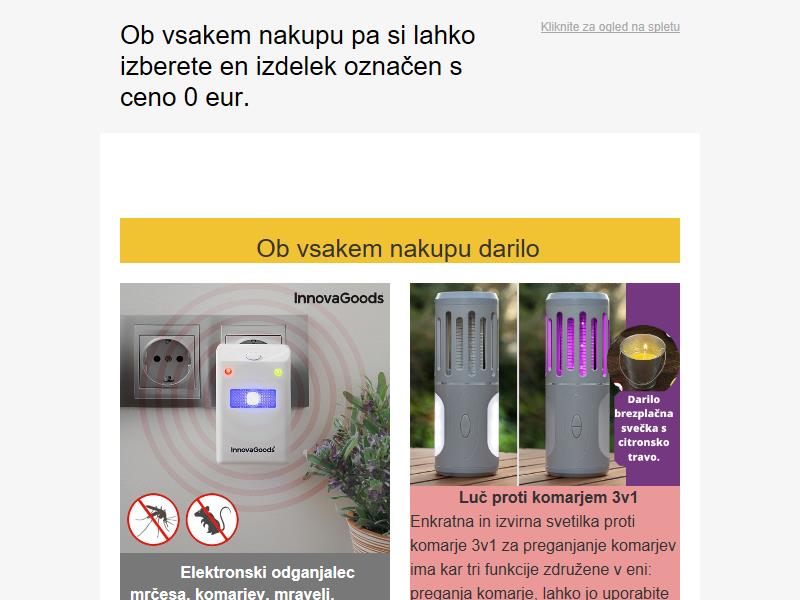 Ob vsakem nakupu pa si lahko
izberete en izdelek označen s
ceno 0 eur.
Kliknite za ogled na spletu
Ob vsakem nakupu darilo
InnovaGoods
InnovaGoods
Elektronski odganjalec
mrčesa, komarjev, mravelj,
Darilo
brezplačna
svečka s
citronsko
travo.
Luč proti komarjem 3v1
Enkratna in izvirna svetilka proti
komarje 3v1 za preganjanje komarjev
ima kar tri funkcije združene v eni:
preganja komarje, lahko jo uporabite